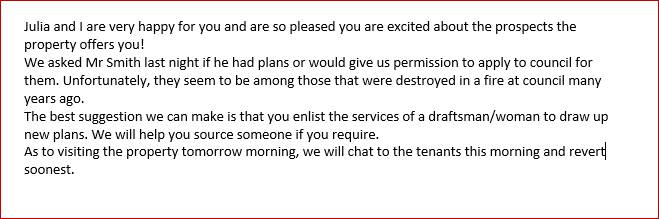 Julia and I are very happy for you and are so pleased you are excited about the prospects the
property offers you!
We asked Mr Smith last night if he had plans or would give us permission to apply to council for
them. Unfortunately, they seem to be among those that were destroyed in a fire at council many
years ago.
The best suggestion we can make is that you enlist the services of a draftsman/woman to draw up
new plans. We will help you source someone if you require.
As to visiting the property tomorrow morning, we will chat to the tenants this morning and revert
soonest.